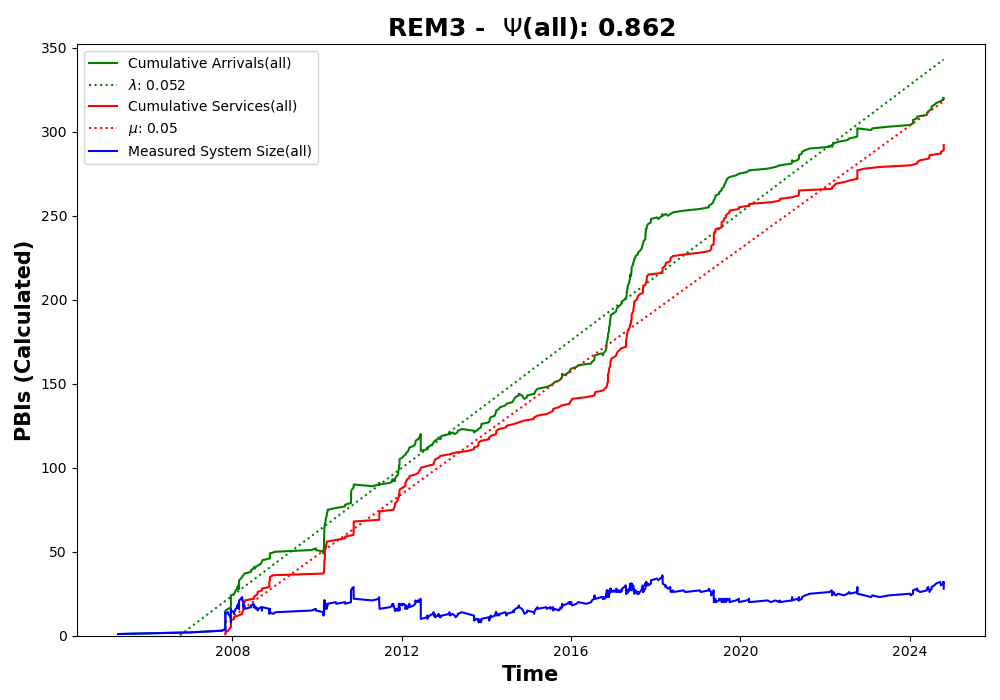 REM3 - Ψ(all): 0.862
Cumulative Arrivals(all)
λ: 0.052
Cumulative Services(all)
μ: 0.05
Measured System Size(all)
PBIs (Calculated)
350
300
250
200
150
100
50
0
2008 2012 2016 2020 2024
Time